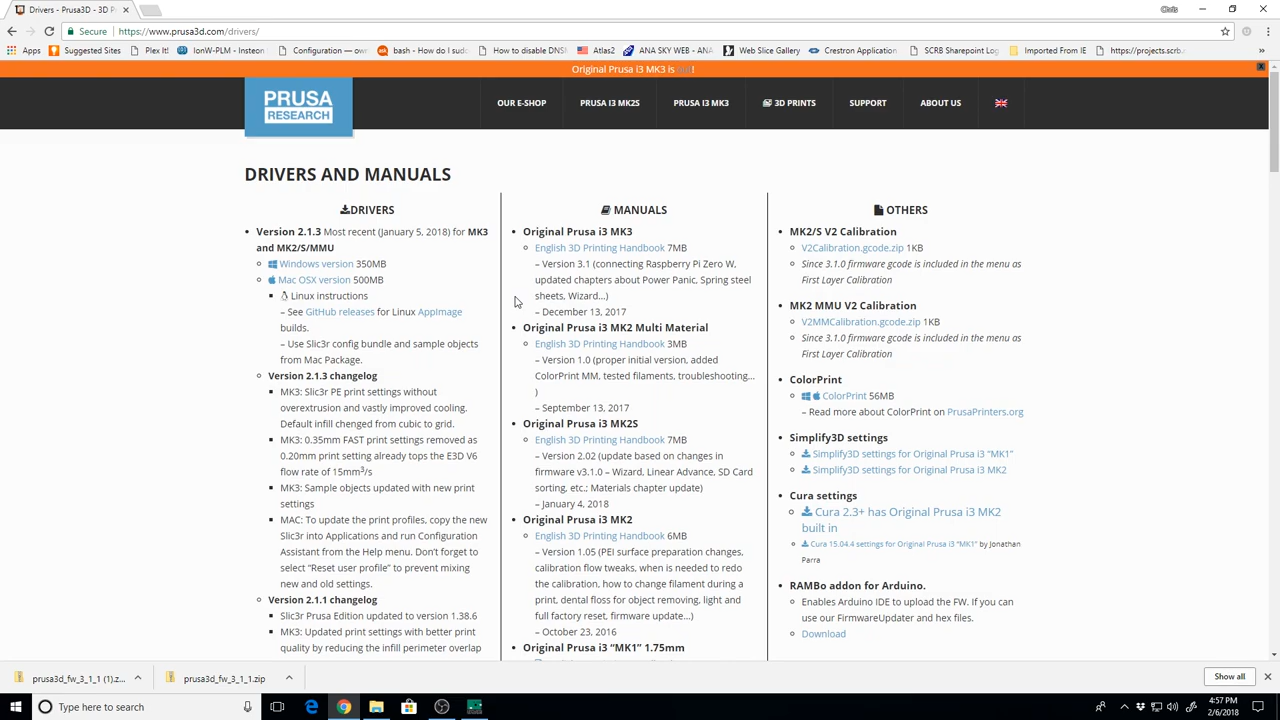 Drivers - Prusa3D - 3D P
Chris
Secure
https://www.prusa3d.com/drivers/
Apps
Suggested Sites
Plex It!
IonW-PLM - Insteon
Configuration — ow
bash - How do I sud
How to disable DNS
Atlas2
ANA SKY WEB - ANA
Web Slice Gallery
Crestron Application
SCRB Sharepoint Log
Imported From IE
https://projects.scrb.
Original Prusa i3 MK3 is
PRUSA
RESEARCH
OUR E-SHOP
PRUSA I3 MK2S
PRUSA I3 MK3
3D PRINTS
SUPPORT
ABOUT US
DRIVERS AND MANUALS
DRIVERS
Version 2.1.3 Most recent (January 5, 2018) for MK3
and MK2/S/MMU
Windows version 350MB
Mac OSX version 500MB
Linux instructions
– See GitHub releases for Linux AppImage
builds.
– Use Slic3r config bundle and sample objects
from Mac Package.
Version 2.1.3 changelog
MK3: Slic3r PE print settings without
overextrusion and vastly improved cooling.
Default infill changed from cubic to grid.
MK3: 0.35mm FAST print settings removed as
0.20mm print setting already tops the E3D V6
flow rate of 15mm³/s
MK3: Sample objects updated with new print
settings
MAC: To update the print profiles, copy the new
Slic3r into Applications and run Configuration
Assistant from the Help menu. Don't forget to
select “Reset user profile” to prevent mixing
new and old settings.
Version 2.1.1 changelog
Slic3r Prusa Edition updated to version 1.38.6
MK3: Updated print settings with better print
quality by reducing the infill perimeter overlap
MANUALS
Original Prusa i3 MK3
English 3D Printing Handbook 7MB
– Version 3.1 (connecting Raspberry Pi Zero W,
updated chapters about Power Panic, Spring steel
sheets, Wizard...)
– December 13, 2017
Original Prusa i3 MK2 Multi Material
English 3D Printing Handbook 3MB
– Version 1.0 (proper initial version, added
ColorPrint MM, tested filaments, troubleshooting...
)
– September 13, 2017
Original Prusa i3 MK2S
English 3D Printing Handbook 7MB
– Version 2.02 (update based on changes in
firmware v3.1.0 – Wizard, Linear Advance, SD Card
sorting, etc.; Materials chapter update)
– January 4, 2018
Original Prusa i3 MK2
English 3D Printing Handbook 6MB
– Version 1.05 (PEI surface preparation changes,
calibration flow tweaks, when is needed to redo
the calibration, how to change filament during a
print, dental floss for object removing, light and
full factory reset, firmware update...)
– October 23, 2016
Original Prusa i3 “MK1” 1.75mm
OTHERS
MK2/S V2 Calibration
V2Calibration.gcode.zip 1KB
Since 3.1.0 firmware gcode is included in the menu as
First Layer Calibration
MK2 MMU V2 Calibration
V2MMCalibration.gcode.zip 1KB
Since 3.1.0 firmware gcode is included in the menu as
First Layer Calibration
ColorPrint
ColorPrint 56MB
– Read more about ColorPrint on PrusaPrinters.org
Simplify3D settings
Simplify3D settings for Original Prusa i3 “MK1”
Simplify3D settings for Original Prusa i3 MK2
Cura settings
Cura 2.3+ has Original Prusa i3 MK2
built in
Cura 15.04.4 settings for Original Prusa i3 “MK1” by Jonathan
Parra
RAMBo addon for Arduino.
Enables Arduino IDE to upload the FW. If you can
use our FirmwareUpdater and hex files.
Download
prusa3d_fw_3_1_1 (1).z...
prusa3d_fw_3_1_1.zip
Show all
Type here to search
4:57 PM
2/6/2018